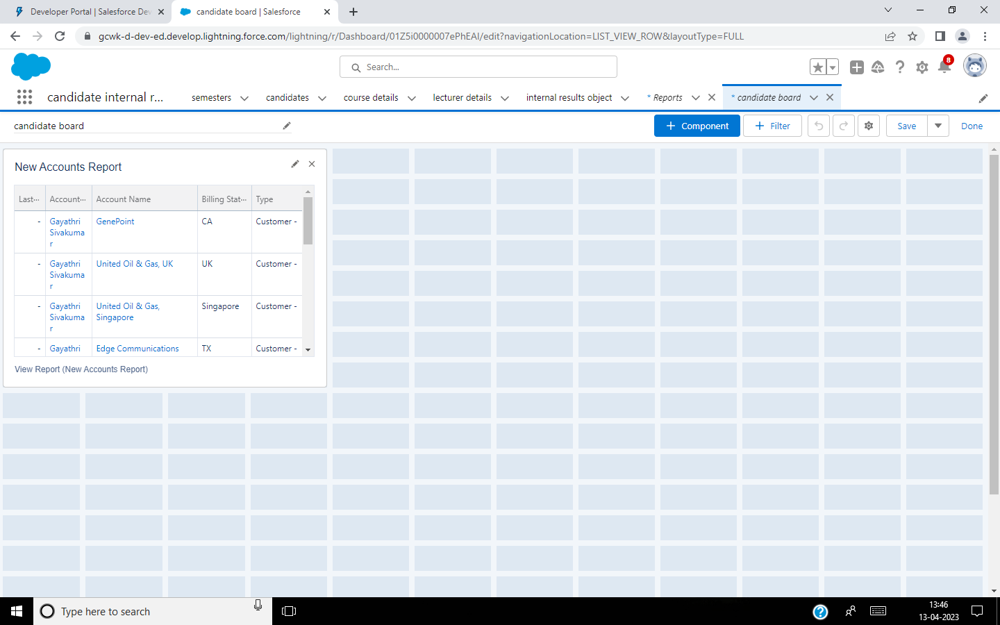 Developer Portal | Salesforce Dev
candidate board | Salesforce
gcwk-d-dev-ed.develop.lightning.force.com/lightning/r/Dashboard/01Z5i0000007ePhEAI/edit?navigationLocation=LIST_VIEW_ROW&layoutType=FULL
Search...
8
candidate internal r...
semesters
candidates
course details
lecturer details
internal results object
* Reports
* candidate board
candidate board
+ Component
+ Filter
Save
Done
New Accounts Report
Last... Account... Account Name Billing Stat... Type
- Gayathri GenePoint CA Customer -
Sivakuma
r
- Gayathri United Oil & Gas, UK UK Customer -
Sivakuma
r
- Gayathri United Oil & Gas, Singapore Customer -
Sivakuma Singapore
r
- Gayathri Edge Communications TX Customer -
View Report (New Accounts Report)
Type here to search
13:46
13-04-2023